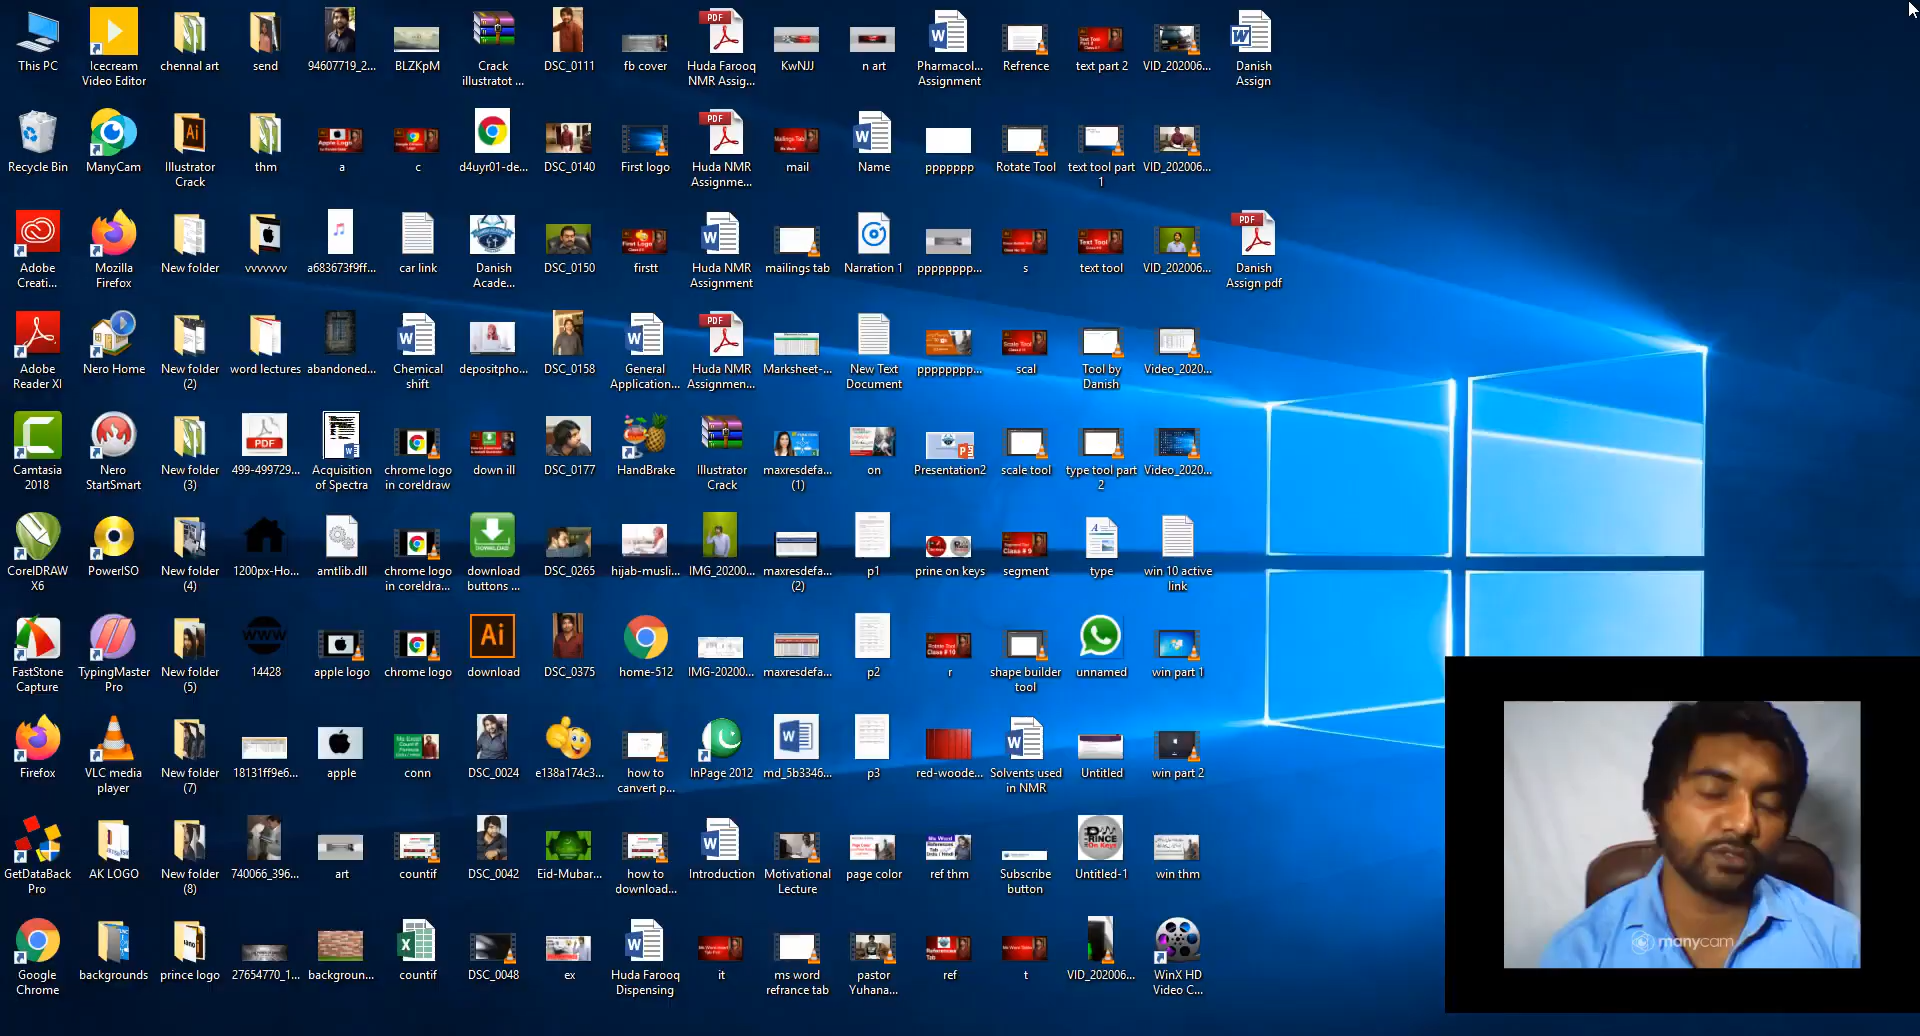 This PC
Icecream
Video Editor
chennal art
send
94607719_2...
BLZKpM
Crack
illustratot ...
DSC_0111
fb cover
Huda Farooq
NMR Assig...
KwNJJ
n art
Pharmacol...
Assignment
Refrence
text part 2
VID_202006...
Danish
Assign
Recycle Bin
ManyCam
Illustrator
Crack
thm
a
c
d4uyr01-de...
DSC_0140
First logo
Huda NMR
Assignme...
mail
Name
ppppppp
Rotate Tool
text tool part
1
VID_202006...
Adobe
Creati...
Mozilla
Firefox
New folder
vvvvvvv
a683673f9ff...
car link
Danish
Acade...
DSC_0150
firstt
Huda NMR
Assignment
mailings tab
Narration 1
pppppppp...
s
text tool
VID_202006...
Danish
Assign pdf
Adobe
Reader XI
Nero Home
New folder
(2)
word lectures
abandoned...
Chemical
shift
depositpho...
DSC_0158
General
Application...
Huda NMR
Assignmen...
Marksheet-...
New Text
Document
pppppppp...
scal
Tool by
Danish
Video_2020...
Camtasia
2018
Nero
StartSmart
New folder
(3)
499-499729...
Acquisition
of Spectra
chrome logo
in coreldraw
down ill
DSC_0177
HandBrake
Illustrator
Crack
maxresdefa...
(1)
on
Presentation2
scale tool
type tool part
2
Video_2020...
CorelDRAW
X6
PowerISO
New folder
(4)
1200px-Ho...
amtlib.dll
chrome logo
in coreldra...
download
buttons ...
DSC_0265
hijab-musli...
IMG_20200...
maxresdefa...
(2)
p1
prine on keys
segment
type
win 10 active
link
FastStone
Capture
TypingMaster
Pro
New folder
(5)
14428
apple logo
chrome logo
download
DSC_0375
home-512
IMG-20200...
maxresdefa...
p2
r
shape builder
tool
unnamed
win part 1
Firefox
VLC media
player
New folder
(7)
18131ff9e6...
apple
conn
DSC_0024
e138a174c3...
how to
canvert p...
InPage 2012
md_5b3346...
p3
red-woode...
Solvents used
in NMR
Untitled
win part 2
GetDataBack
Pro
AK LOGO
New folder
(8)
740066_396...
art
countif
DSC_0042
Eid-Mubar...
how to
download...
Introduction
Motivational
Lecture
page color
ref thm
Subscribe
button
Untitled-1
win thm
Google
Chrome
backgrounds
prince logo
27654770_1...
backgroun...
countif
DSC_0048
ex
Huda Farooq
Dispensing
it
ms word
refrance tab
pastor
Yuhana...
ref
t
VID_202006...
WinX HD
Video C...
manycam